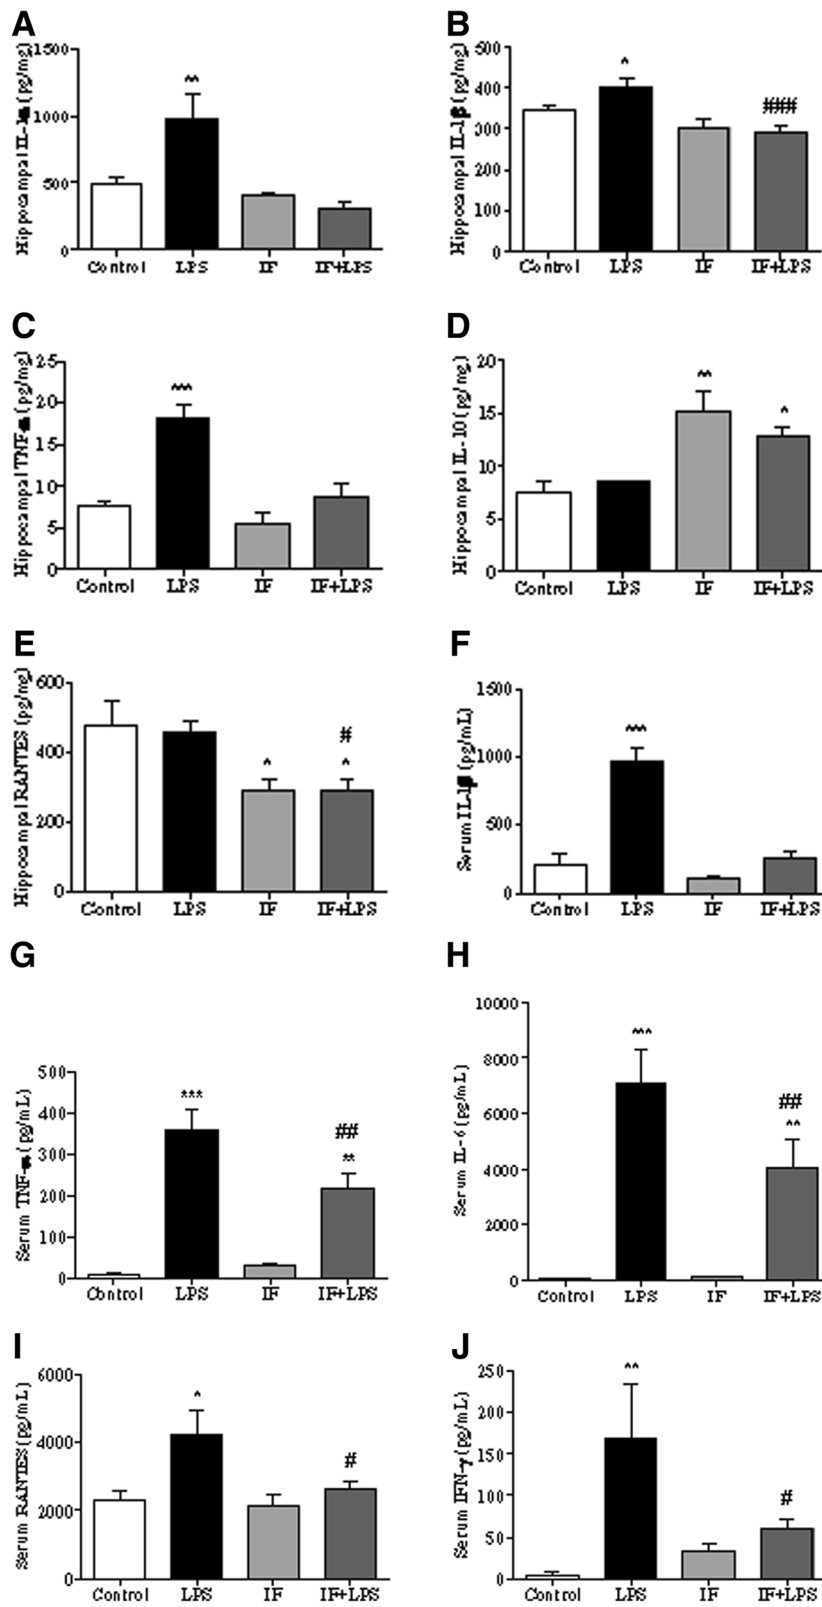 A
Hippocampal IL-1α (pg/mg)
1500
1000
500
0
^^
Control LPS IF IF+LPS
B
Hippocampal IL-1β (pg/mg)
500
400
300
200
100
0
^
###
Control LPS IF IF+LPS
C
Hippocampal TNF-α (pg/mg)
25
20
15
10
5
0
^^^
Control LPS IF IF+LPS
D
Hippocampal IL-10 (pg/mg)
20
15
10
5
0
^^
^
Control LPS IF IF+LPS
E
Hippocampal RANTES (pg/mg)
600
400
200
0
^
#
^
Control LPS IF IF+LPS
F
Serum IL-1β (pg/mL)
1500
1000
500
0
^^^
Control LPS IF IF+LPS
G
Serum TNF-α (pg/mL)
500
400
300
200
100
0
***
##
**
Control LPS IF IF+LPS
H
Serum IL-6 (pg/mL)
10000
8000
6000
4000
2000
0
^^^
##
^^
Control LPS IF IF+LPS
I
Serum RANTES (pg/mL)
6000
4000
2000
0
^
#
Control LPS IF IF+LPS
J
Serum IFN-γ (pg/mL)
250
200
150
100
50
0
^^
#
Control LPS IF IF+LPS